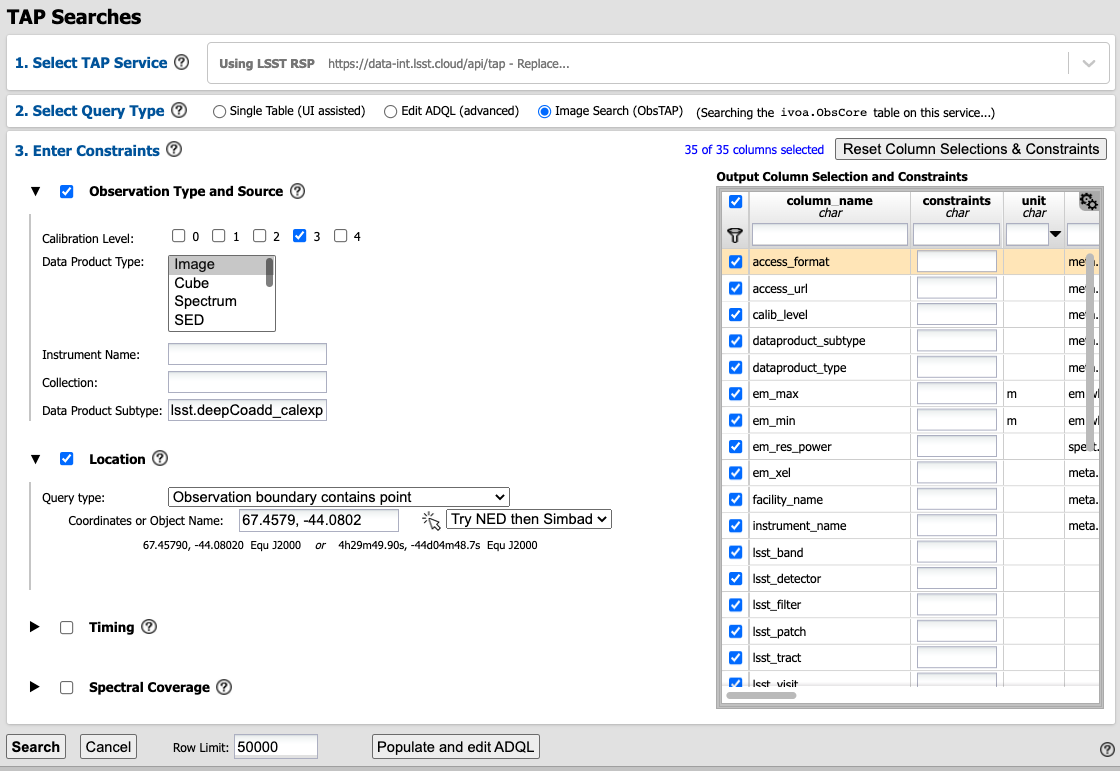 TAP Searches
1. Select TAP Service ?
Using LSST RSP https://data-int.lsst.cloud/api/tap - Replace...
2. Select Query Type ?
Single Table (UI assisted) Edit ADQL (advanced) Image Search (ObsTAP) (Searching the ivoa.ObsCore table on this service...)
3. Enter Constraints ?
35 of 35 columns selected Reset Column Selections & Constraints
Observation Type and Source ?
Calibration Level: 0 1 2 3 4
Data Product Type: Image
Cube
Spectrum
SED
Instrument Name:
Collection:
Data Product Subtype: lsst.deepCoadd_calexp
Location ?
Query type: Observation boundary contains point
Coordinates or Object Name: 67.4579, -44.0802 Try NED then Simbad
67.45790, -44.08020 Equ J2000 or 4h29m49.90s, -44d04m48.7s Equ J2000
Timing ?
Spectral Coverage ?
Output Column Selection and Constraints
column_name constraints unit
char char char
access_format
access_url
calib_level
dataproduct_subtype
dataproduct_type
em_max m
em_min m
em_res_power
em_xel meta.
facility_name meta.
instrument_name meta.
lsst_band
lsst_detector
lsst_filter
lsst_patch
lsst_tract
lsst_visit
Search Cancel Row Limit: 50000 Populate and edit ADQL ?